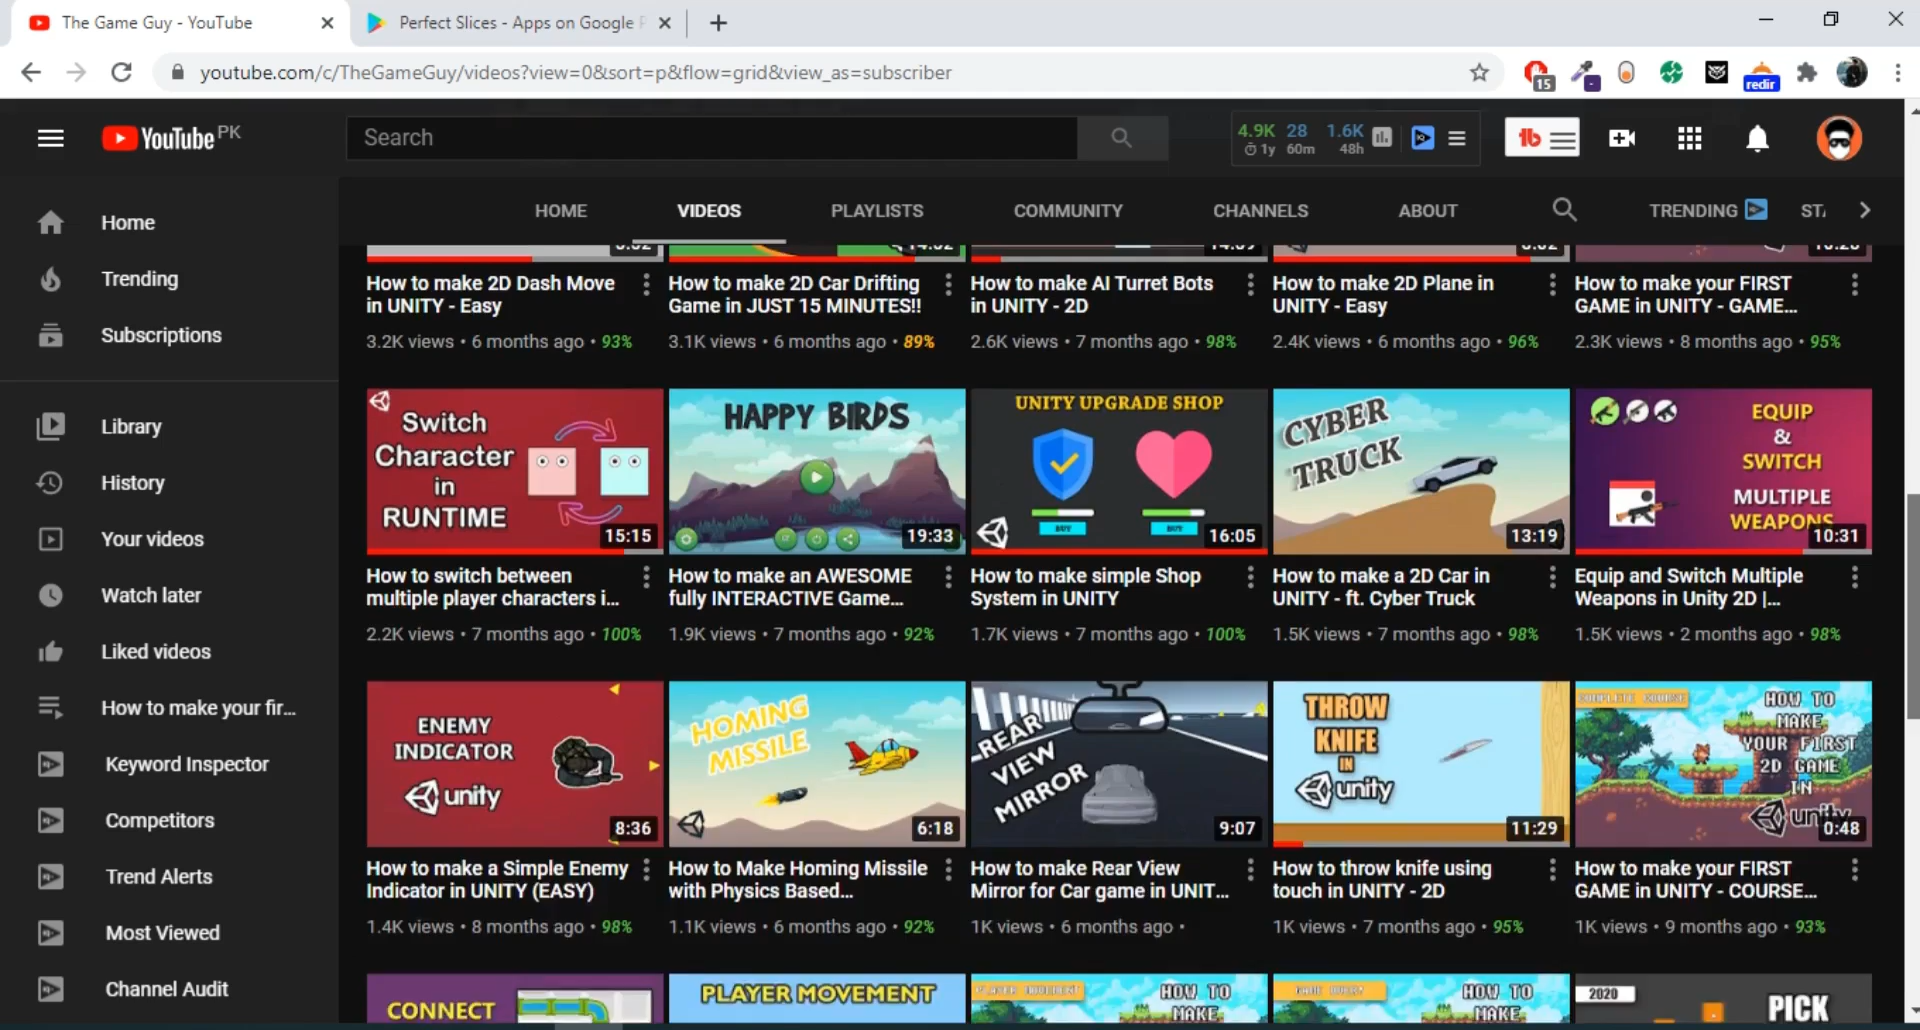 The Game Guy - YouTube
Perfect Slices - Apps on Google P
youtube.com/c/TheGameGuy/videos?view=0&sort=p&flow=grid&view_as=subscriber
15
redir
YouTube PK
Search
4.9K 28 1.6K
1y 60m 48h
HOME VIDEOS PLAYLISTS COMMUNITY CHANNELS ABOUT TRENDING
Home
Trending
Subscriptions
Library
History
Your videos
Watch later
Liked videos
How to make your fir...
Keyword Inspector
Competitors
Trend Alerts
Most Viewed
Channel Audit
How to make 2D Dash Move
in UNITY - Easy
3.2K views • 6 months ago • 93%
How to make 2D Car Drifting
Game in JUST 15 MINUTES!!
3.1K views • 6 months ago • 89%
How to make AI Turret Bots
in UNITY - 2D
2.6K views • 7 months ago • 98%
How to make 2D Plane in
UNITY - Easy
2.4K views • 6 months ago • 96%
How to make your FIRST
GAME in UNITY - GAME...
2.3K views • 8 months ago • 95%
Switch
Character
in
RUNTIME
15:15
How to switch between
multiple player characters i...
2.2K views • 7 months ago • 100%
HAPPY BIRDS
19:33
How to make an AWESOME
fully INTERACTIVE Game...
1.9K views • 7 months ago • 92%
UNITY UPGRADE SHOP
BUY BUY
16:05
How to make simple Shop
System in UNITY
1.7K views • 7 months ago • 100%
CYBER
TRUCK
13:19
How to make a 2D Car in
UNITY - ft. Cyber Truck
1.5K views • 7 months ago • 98%
EQUIP
&
SWITCH
MULTIPLE
WEAPONS
10:31
Equip and Switch Multiple
Weapons in Unity 2D |...
1.5K views • 2 months ago • 98%
ENEMY
INDICATOR
unity
8:36
How to make a Simple Enemy
Indicator in UNITY (EASY)
1.4K views • 8 months ago • 98%
HOMING
MISSILE
6:18
How to Make Homing Missile
with Physics Based...
1.1K views • 6 months ago • 92%
REAR
VIEW
MIRROR
9:07
How to make Rear View
Mirror for Car game in UNIT...
1K views • 6 months ago •
THROW
KNIFE
IN
unity
11:29
How to throw knife using
touch in UNITY - 2D
1K views • 7 months ago • 95%
COMPLETE COURSE
HOW TO
MAKE
YOUR FIRST
2D GAME
IN
unity
0:48
How to make your FIRST
GAME in UNITY - COURSE...
1K views • 9 months ago • 93%
CONNECT
PLAYER MOVEMENT
PLAYER MOVEMENT
HOW TO
MAKE
HOW TO
MAKE
2020
PICK